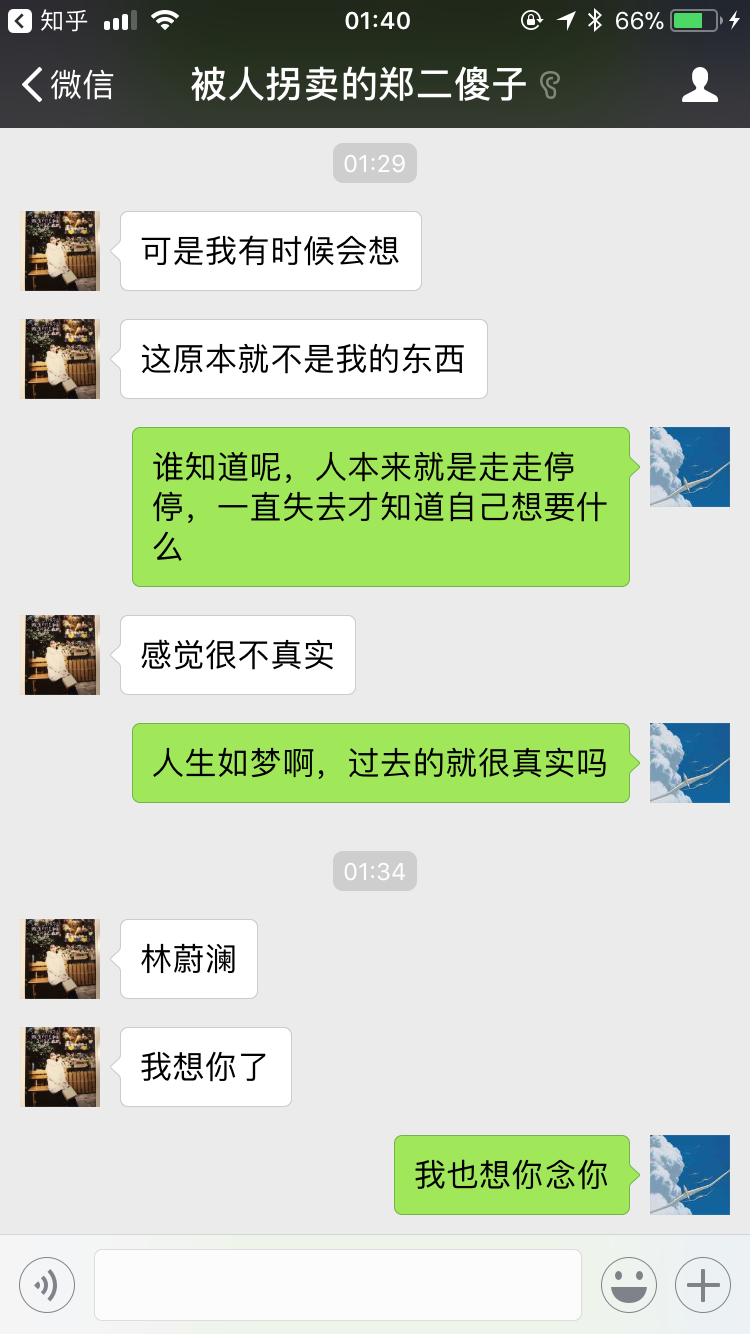 知乎 01:40 66%
微信 被人拐卖的郑二傻子
01:29
可是我有时候会想
这原本就不是我的东西
谁知道呢，人本来就是走走停
停，一直失去才知道自己想要什
么
感觉很不真实
人生如梦啊，过去的就很真实吗
01:34
林蔚澜
我想你了
我也想你念你